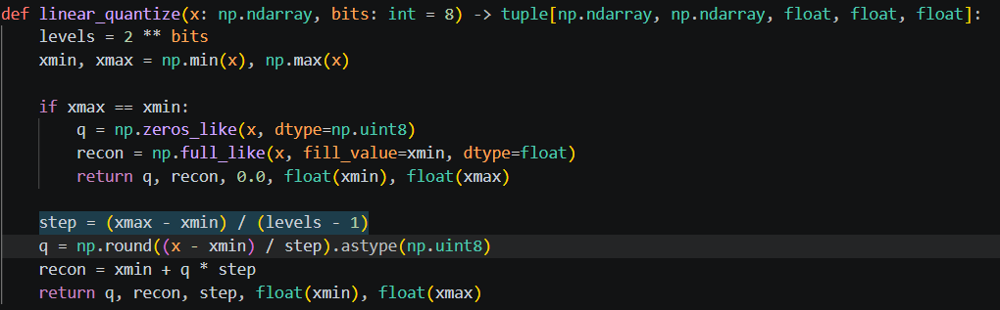 def linear_quantize(x: np.ndarray, bits: int = 8) -> tuple[np.ndarray, np.ndarray, float, float, float]:
    levels = 2 ** bits
    xmin, xmax = np.min(x), np.max(x)

    if xmax == xmin:
        q = np.zeros_like(x, dtype=np.uint8)
        recon = np.full_like(x, fill_value=xmin, dtype=float)
        return q, recon, 0.0, float(xmin), float(xmax)

    step = (xmax - xmin) / (levels - 1)
    q = np.round((x - xmin) / step).astype(np.uint8)
    recon = xmin + q * step
    return q, recon, step, float(xmin), float(xmax)